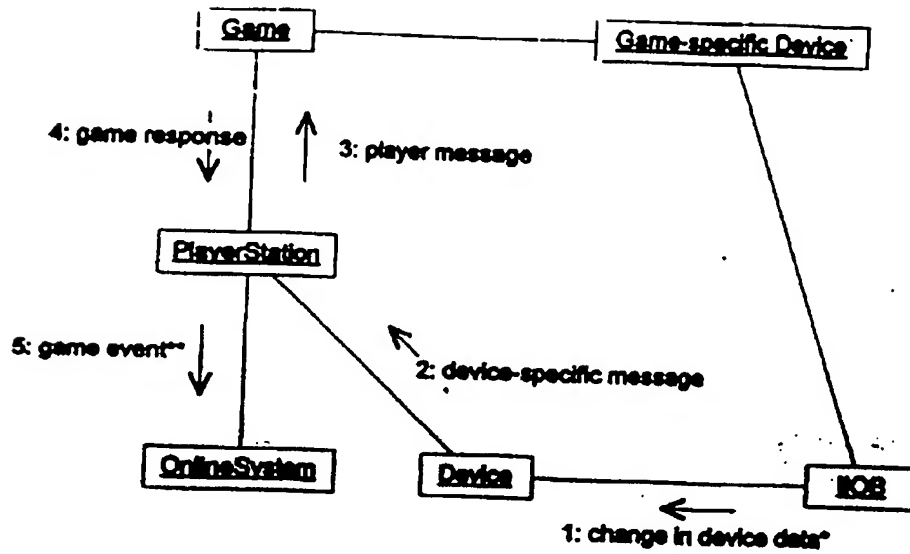 Game
Game-specific Device
4: game response
3: player message
PlayerStation
5: game event**
2: device-specific message
OnlineSystem
Device
IIOB
1: change in device data*